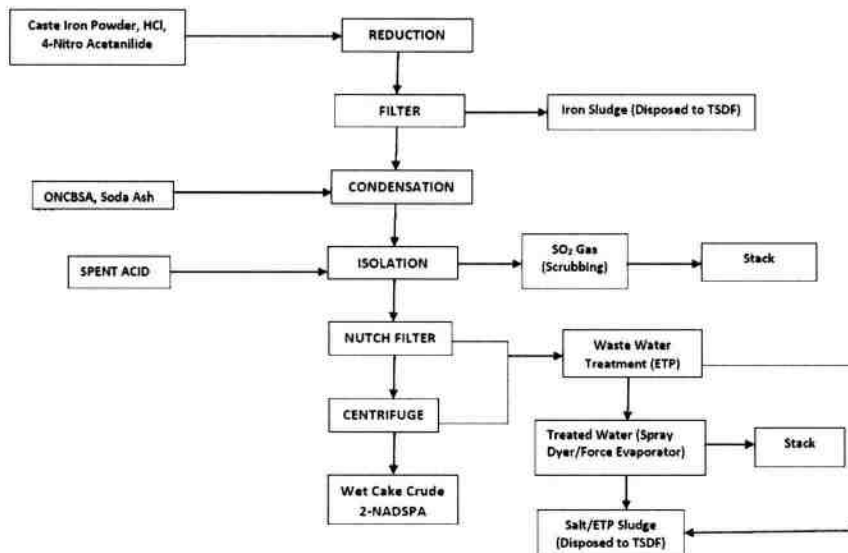 Caste Iron Powder, HCl,
4-Nitro Acetanilide
REDUCTION
FILTER
Iron Sludge (Disposed to TSDF)
CONDENSATION
ONCBSA, Soda Ash
ISOLATION
SO₂ Gas
(Scrubbing)
Stack
SPENT ACID
NUTCH FILTER
Waste Water
Treatment (ETP)
CENTRIFUGE
Treated Water (Spray
Dyer/Force Evaporator)
Stack
Wet Cake Crude
2-NADSPA
Salt/ETP Sludge
(Disposed to TSDF)